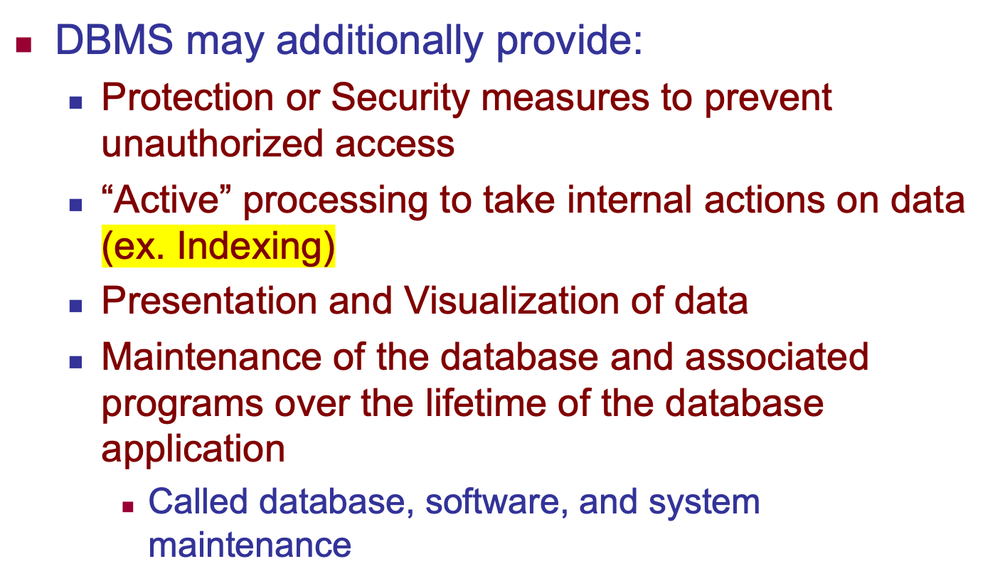 DBMS may additionally provide:
Protection or Security measures to prevent
unauthorized access
“Active” processing to take internal actions on data
(ex. Indexing)
Presentation and Visualization of data
Maintenance of the database and associated
programs over the lifetime of the database
application
Called database, software, and system
maintenance